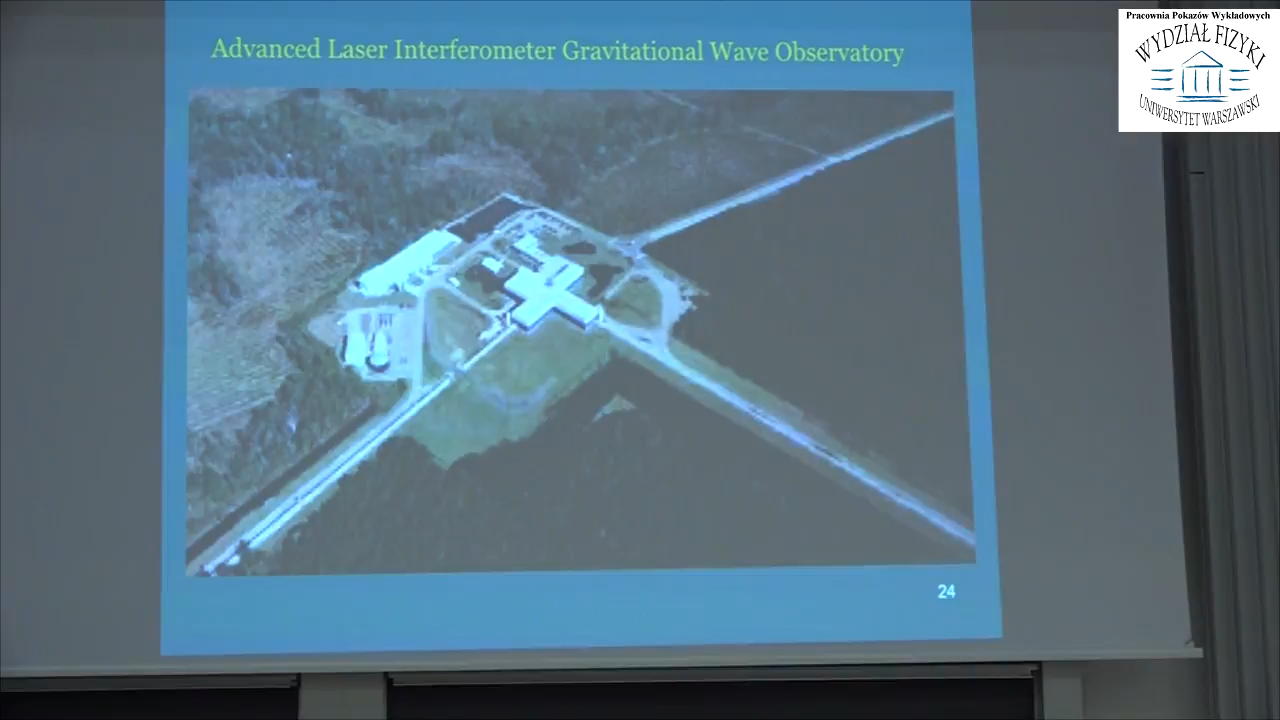 Pracownia Pokazów Wykładowych
WYDZIAŁ FIZYKI
UNIWERSYTET WARSZAWSKI
Advanced Laser Interferometer Gravitational Wave Observatory
24